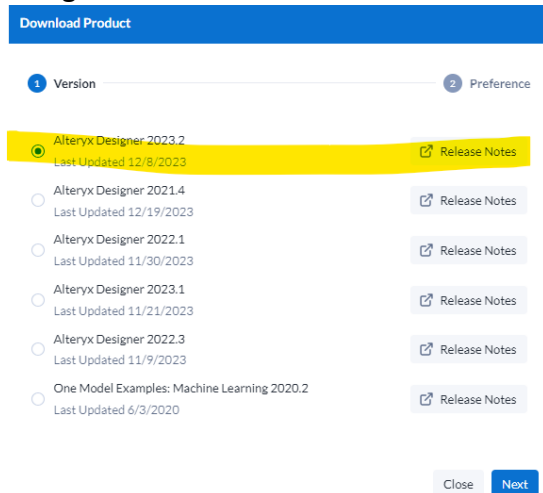 Download Product
1 Version
2 Preference
Alteryx Designer 2023.2
Last Updated 12/8/2023
Release Notes
Alteryx Designer 2021.4
Last Updated 12/19/2023
Release Notes
Alteryx Designer 2022.1
Last Updated 11/30/2023
Release Notes
Alteryx Designer 2023.1
Last Updated 11/21/2023
Release Notes
Alteryx Designer 2022.3
Last Updated 11/9/2023
Release Notes
One Model Examples: Machine Learning 2020.2
Last Updated 6/3/2020
Release Notes
Close
Next